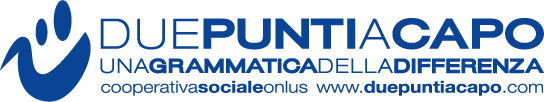 DUEPUNTIACAPO
UNAGRAMMATICADELLADIFFERENZA
cooperativasocialeonlus www.duepuntiacapo.com